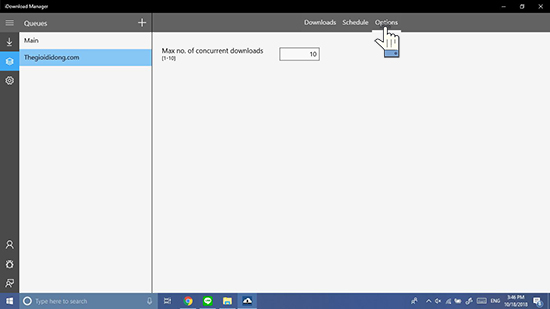 iDownload Manager
Queues
Downloads Schedule Options
Main
Thegioididong.com
Max no. of concurrent downloads
[1-10]
10
Type here to search
ENG
3:46 PM
10/18/2018